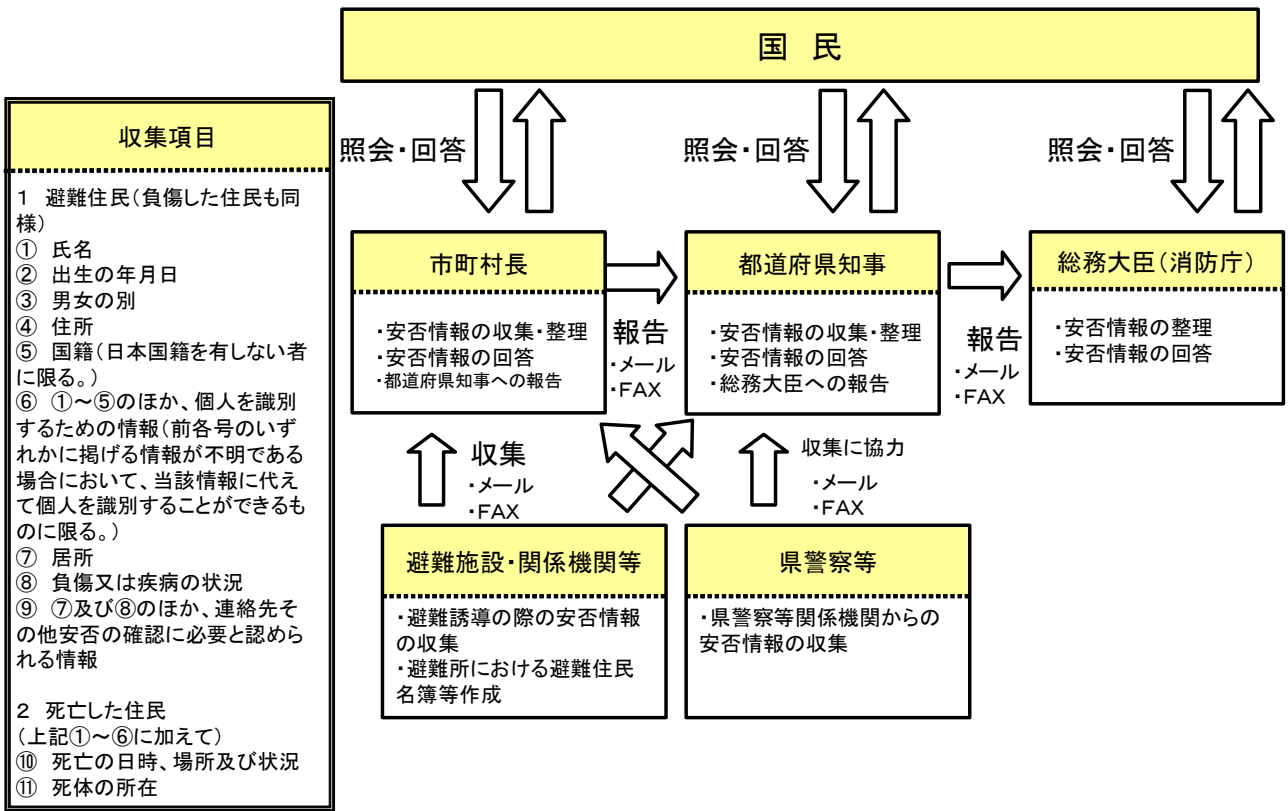 国 民
照会・回答
照会・回答
照会・回答
収集項目
1 避難住民(負傷した住民も同
様)
① 氏名
② 出生の年月日
③ 男女の別
④ 住所
⑤ 国籍(日本国籍を有しない者
に限る。)
⑥ ①~⑤のほか、個人を識別
するための情報(前各号のいず
れかに掲げる情報が不明である
場合において、当該情報に代え
て個人を識別することができるも
のに限る。)
⑦ 居所
⑧ 負傷又は疾病の状況
⑨ ⑦及び⑧のほか、連絡先そ
の他安否の確認に必要と認めら
れる情報
2 死亡した住民
(上記①~⑥に加えて)
⑩ 死亡の日時、場所及び状況
⑪ 死体の所在
市町村長
・安否情報の収集・整理
・安否情報の回答
・都道府県知事への報告
報告
・メール
・FAX
都道府県知事
・安否情報の収集・整理
・安否情報の回答
・総務大臣への報告
報告
・メール
・FAX
総務大臣(消防庁)
・安否情報の整理
・安否情報の回答
収集
・メール
・FAX
収集に協力
・メール
・FAX
避難施設・関係機関等
・避難誘導の際の安否情報
の収集
・避難所における避難住民
名簿等作成
県警察等
・県警察等関係機関からの
安否情報の収集